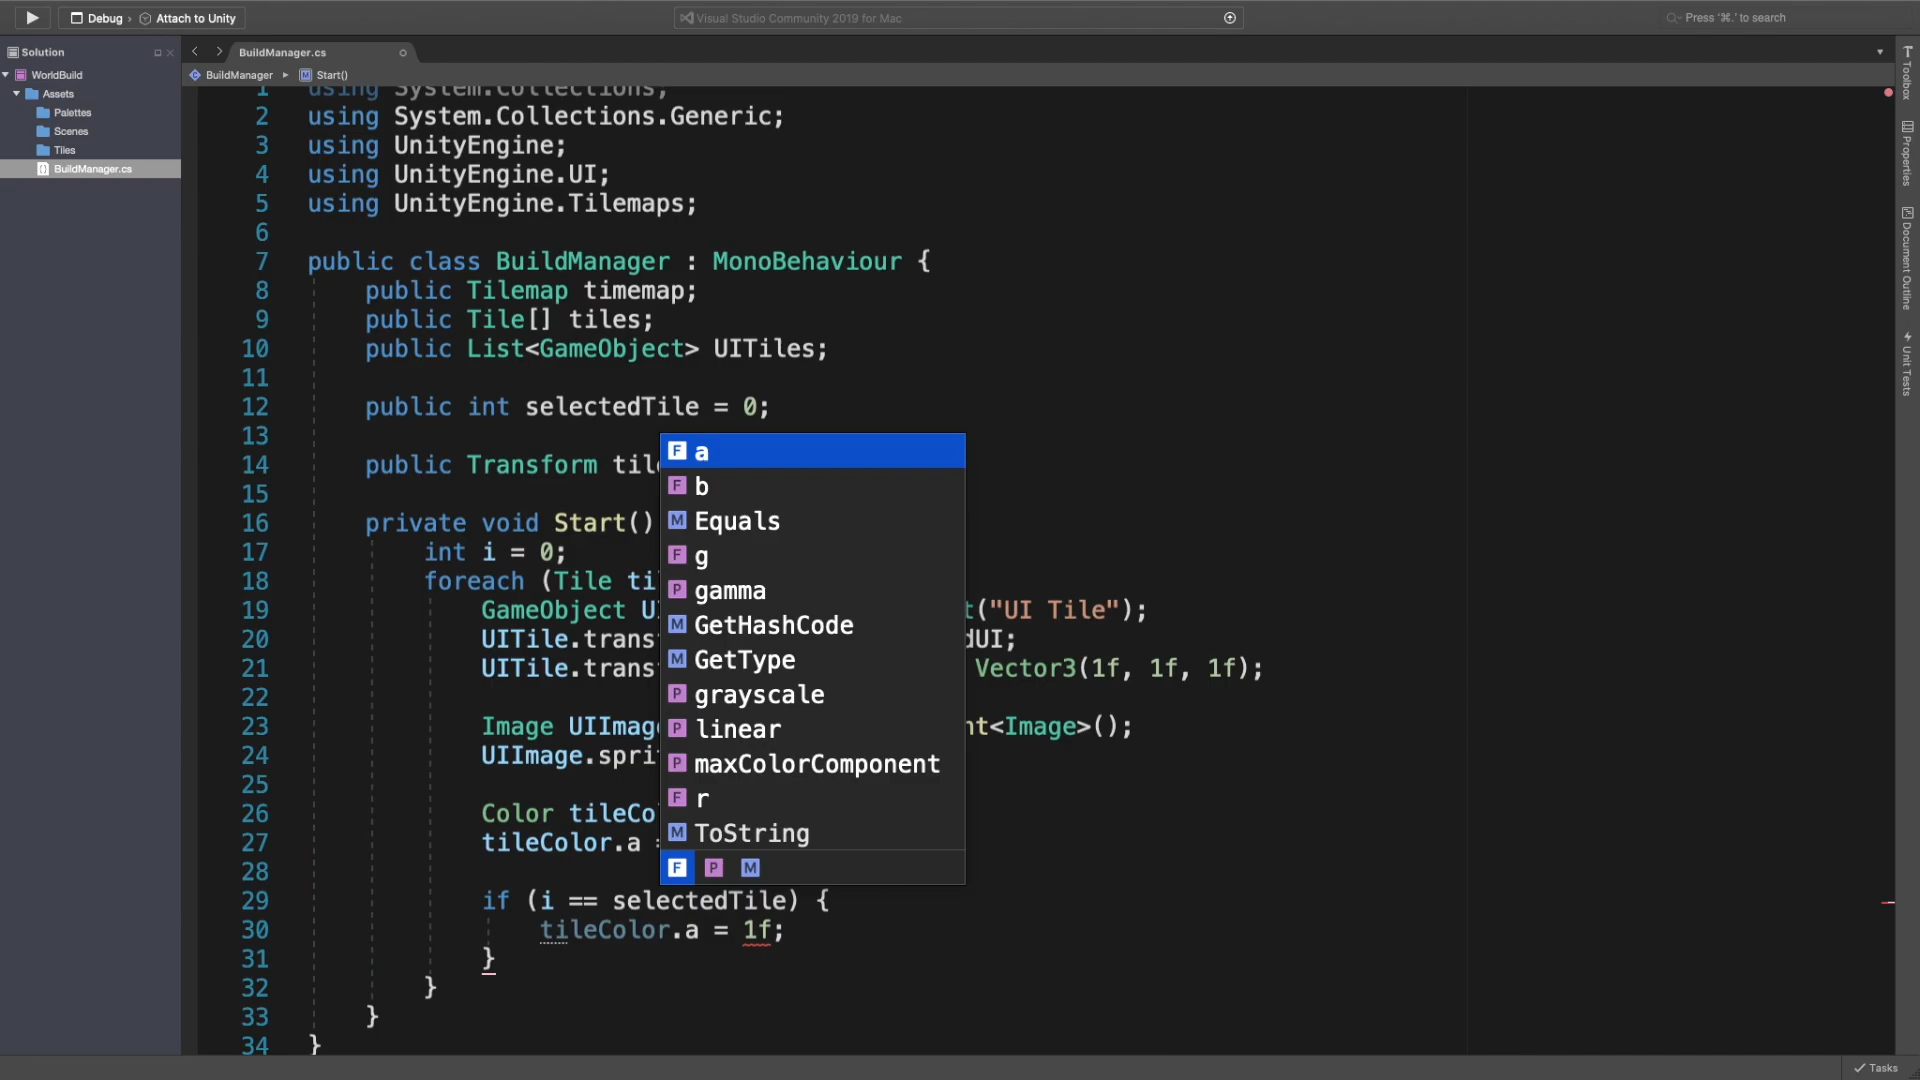 Debug › Attach to Unity
Visual Studio Community 2019 for Mac
Press '⌘.' to search
Solution
WorldBuild
Assets
Palettes
Scenes
Tiles
BuildManager.cs
BuildManager.cs
BuildManager ▸ Start()
1 using System.Collections;
2 using System.Collections.Generic;
3 using UnityEngine;
4 using UnityEngine.UI;
5 using UnityEngine.Tilemaps;
6
7 public class BuildManager : MonoBehaviour {
8 public Tilemap timemap;
9 public Tile[] tiles;
10 public List<GameObject> UITiles;
11
12 public int selectedTile = 0;
13
14 public Transform tile
15
16 private void Start()
17 int i = 0;
18 foreach (Tile ti
19 GameObject UI t("UI Tile");
20 UITile.trans dUI;
21 UITile.trans Vector3(1f, 1f, 1f);
22
23 Image UIImage nt<Image>();
24 UIImage.spri
25
26 Color tileCo
27 tileColor.a =
28
29 if (i == selectedTile) {
30 tileColor.a = 1f;
31 }
32 }
33 }
34 }
F a
F b
M Equals
F g
P gamma
M GetHashCode
M GetType
P grayscale
P linear
P maxColorComponent
F r
M ToString
F P M
Toolbox
Properties
Document Outline
Unit Tests
Tasks